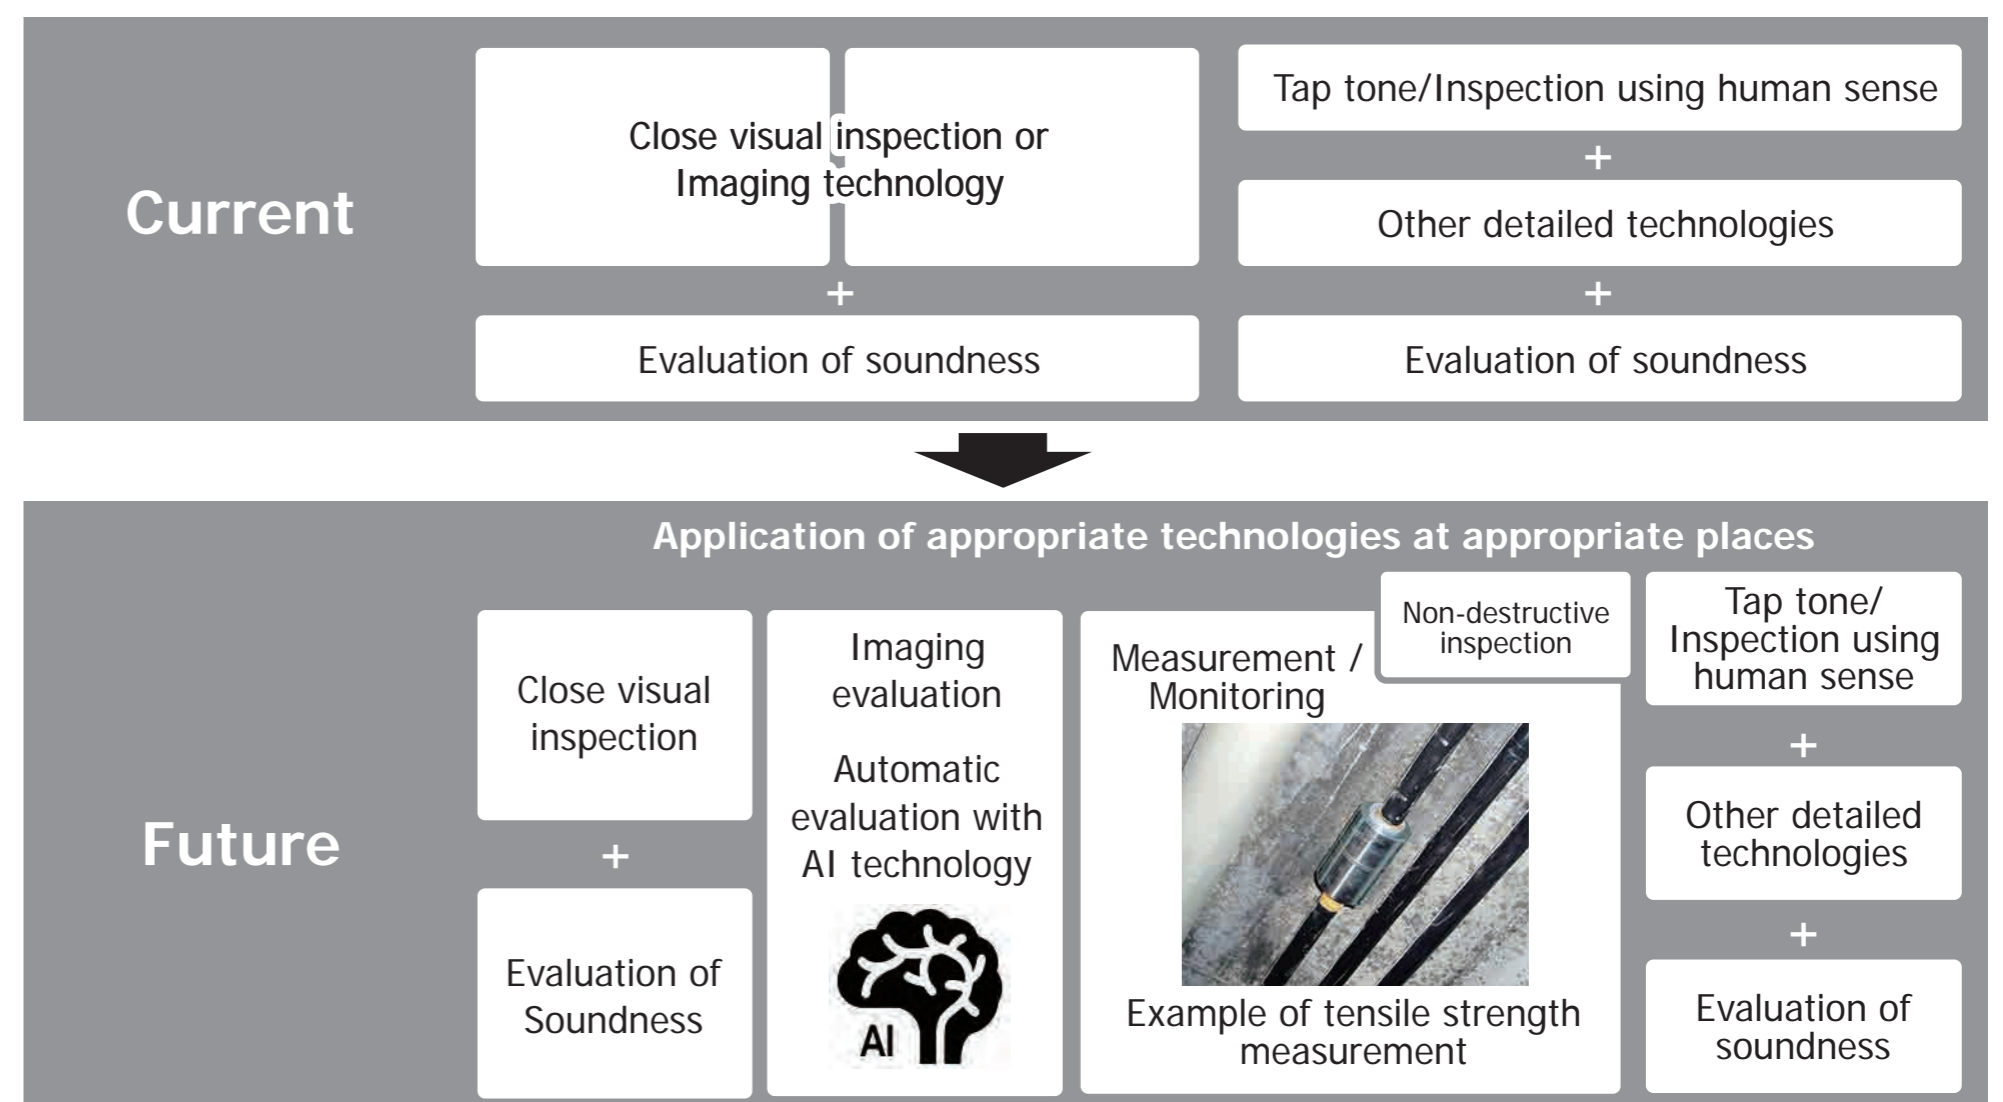 Current
Close visual inspection or
Imaging technology
+
Evaluation of soundness
Tap tone/Inspection using human sense
+
Other detailed technologies
+
Evaluation of soundness
Future
Application of appropriate technologies at appropriate places
Close visual
inspection
+
Evaluation of
Soundness
Imaging
evaluation
Automatic
evaluation with
AI technology
AI
Measurement /
Monitoring
Non-destructive
inspection
Example of tensile strength
measurement
Tap tone/
Inspection using
human sense
+
Other detailed
technologies
+
Evaluation of
soundness